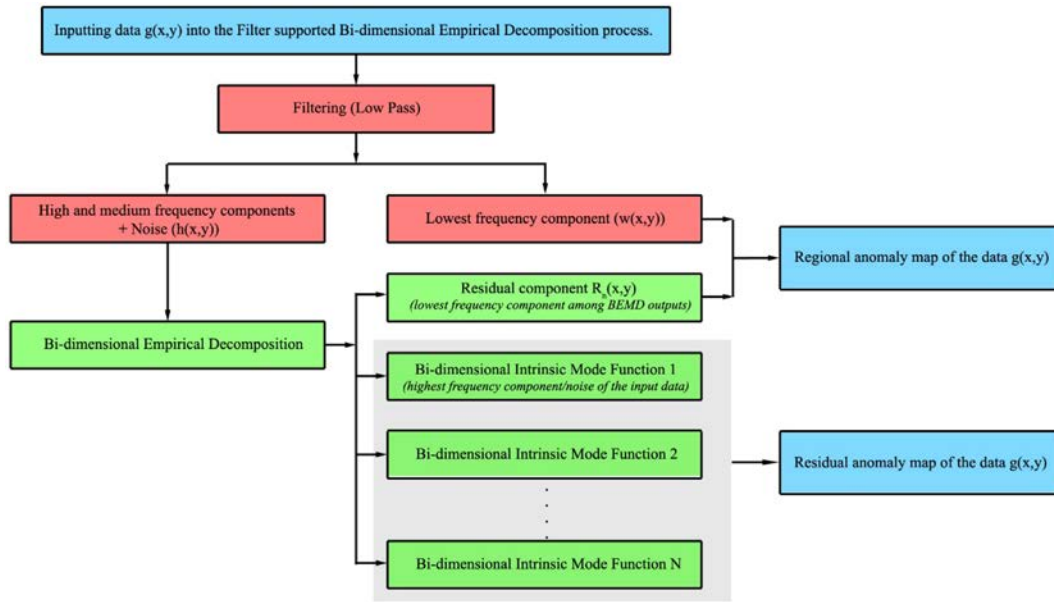 Inputting data g(x,y) into the Filter supported Bi-dimensional Empirical Decomposition process.
Filtering (Low Pass)
High and medium frequency components
+ Noise (h(x,y))
Lowest frequency component (w(x,y))
Regional anomaly map of the data g(x,y)
Residual component Rn(x,y)
(lowest frequency component among BEMD outputs)
Bi-dimensional Empirical Decomposition
Bi-dimensional Intrinsic Mode Function 1
(highest frequency component/noise of the input data)
Bi-dimensional Intrinsic Mode Function 2
Residual anomaly map of the data g(x,y)
Bi-dimensional Intrinsic Mode Function N